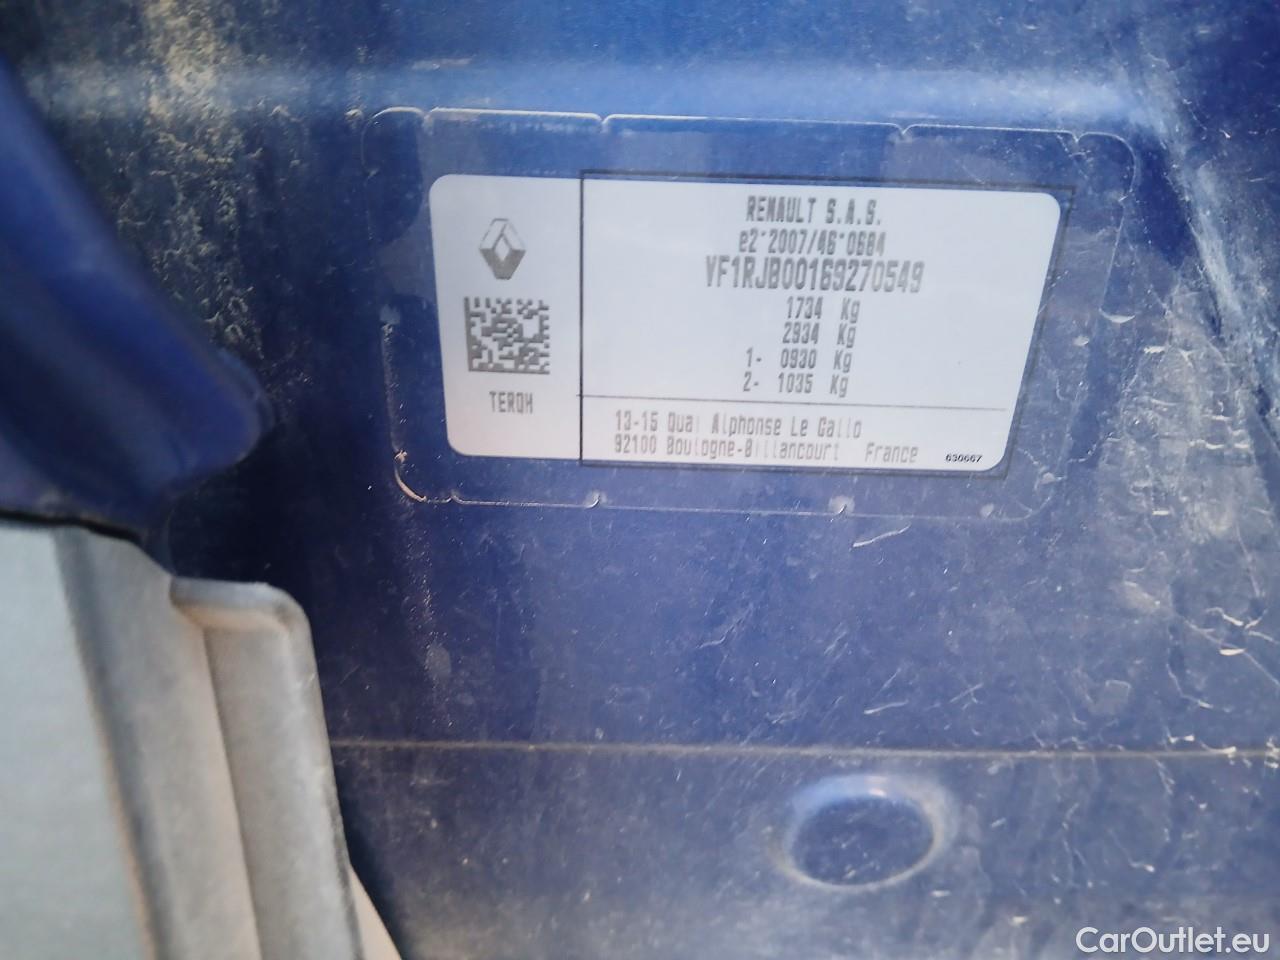 RENAULT S.A.S.
e2*2007/46*0684
VF1RJB00169270549
1734 Kg
2934 Kg
1- 0930 Kg
2- 1035 Kg
TERQH
13-15 Quai Alphonse Le Gallo
92100 Boulogne-Billancourt France
630667
CarOutlet.eu